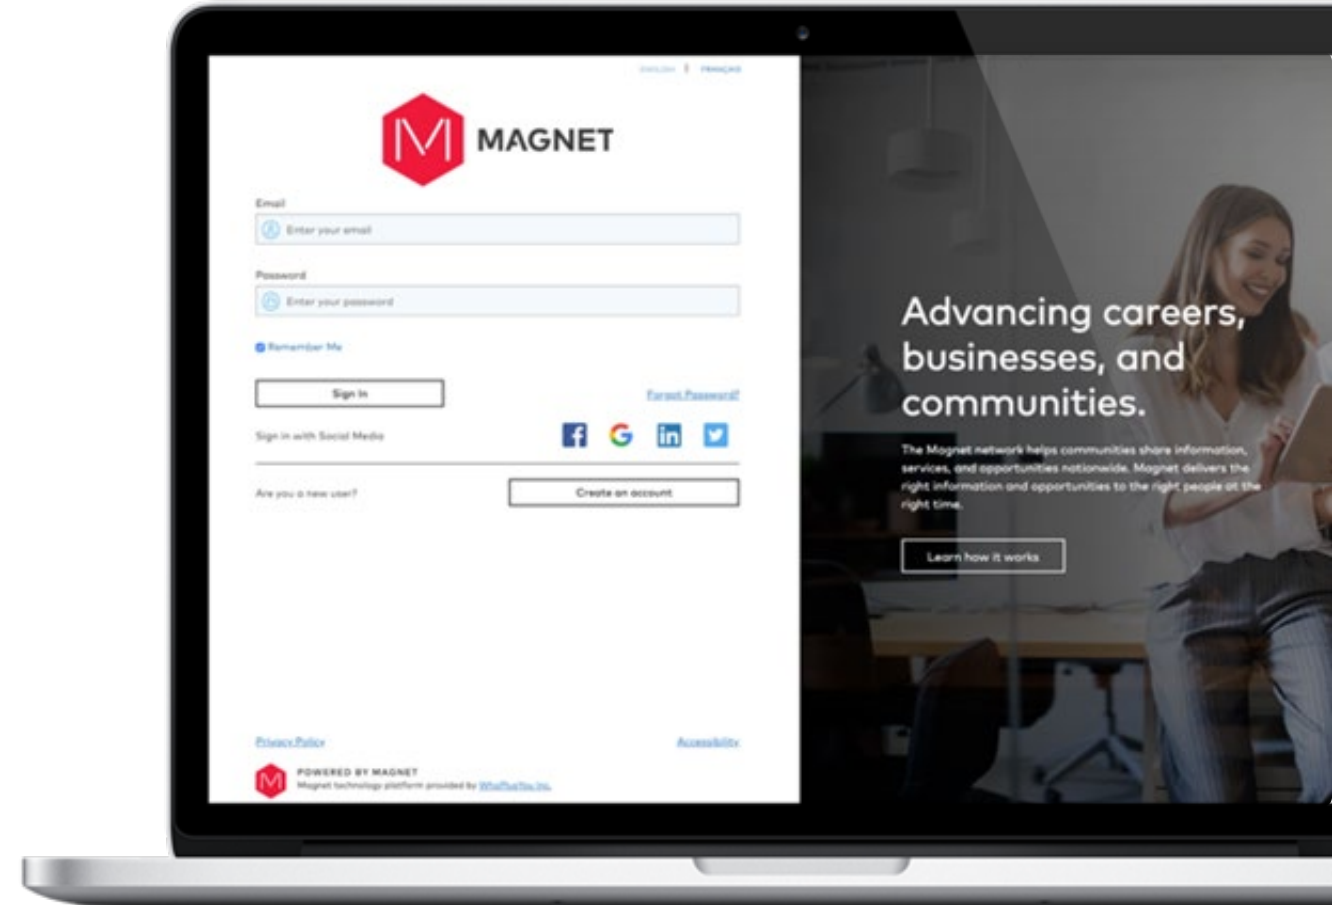 ENGLISH | FRANÇAIS
MAGNET
Email
Enter your email
Password
Enter your password
Remember Me
Sign In
Forgot Password?
Sign in with Social Media
Are you a new user?
Create an account
Privacy Policy
Accessibility
POWERED BY MAGNET
Magnet technology platform provided by WhoPlusYou Inc.
Advancing careers,
businesses, and
communities.
The Magnet network helps communities share information,
services, and opportunities nationwide. Magnet delivers the
right information and opportunities to the right people at the
right time.
Learn how it works